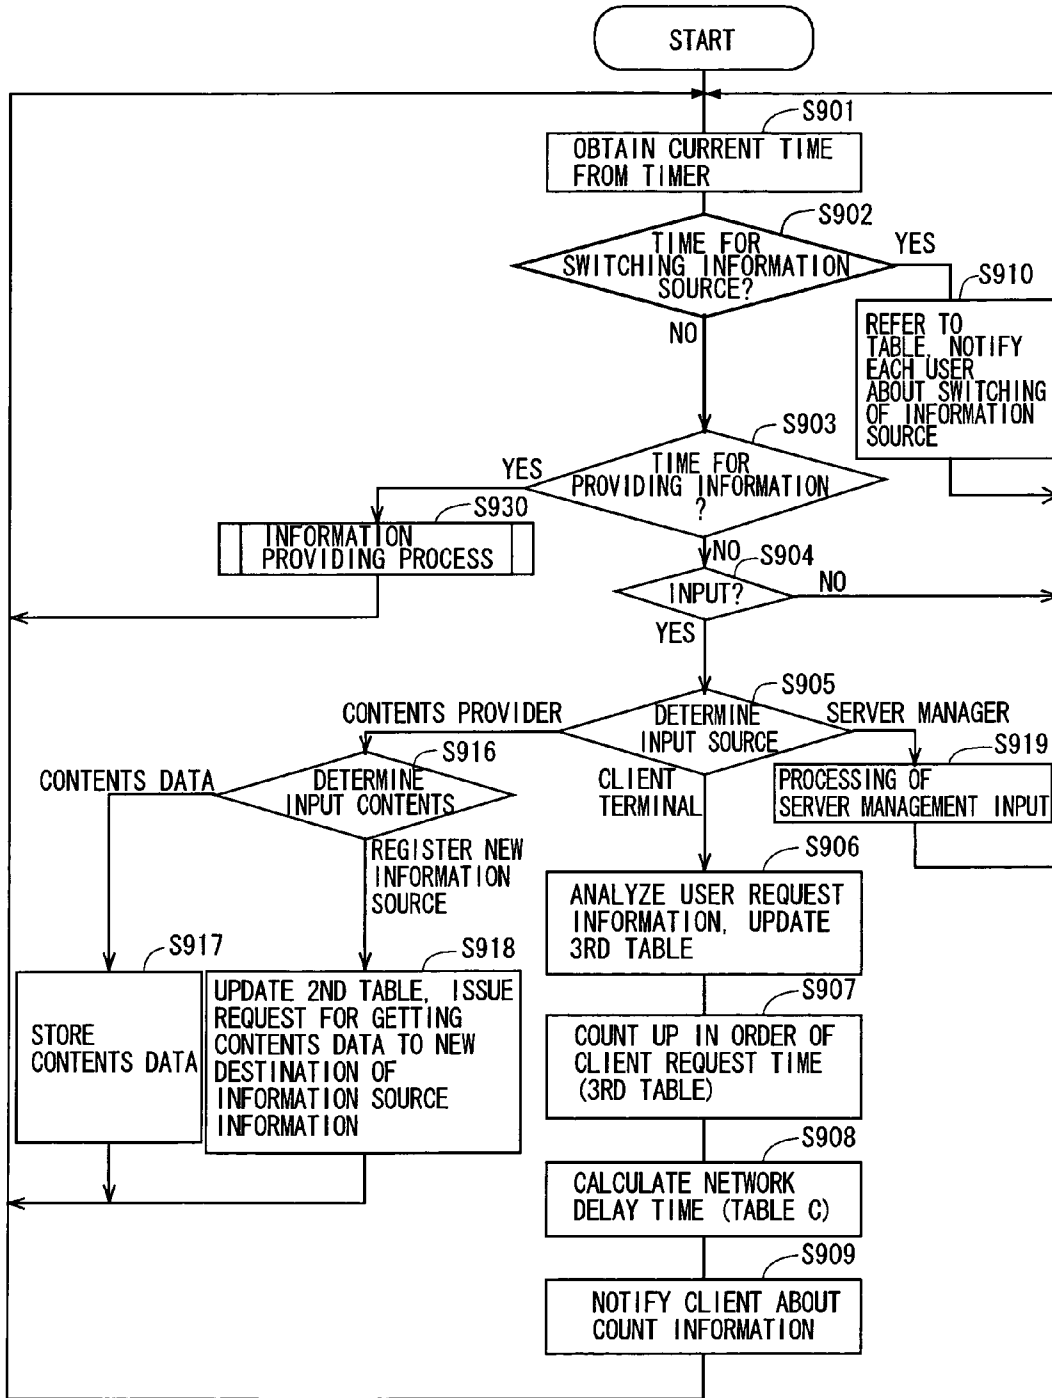 START
S901
OBTAIN CURRENT TIME
FROM TIMER
S902
TIME FOR
SWITCHING INFORMATION
SOURCE?
YES
NO
S910
REFER TO
TABLE, NOTIFY
EACH USER
ABOUT SWITCHING
OF INFORMATION
SOURCE
S903
TIME FOR
PROVIDING INFORMATION
?
YES
NO
S930
INFORMATION
PROVIDING PROCESS
S904
INPUT?
NO
YES
S905
DETERMINE
INPUT SOURCE
CONTENTS PROVIDER
SERVER MANAGER
CLIENT
TERMINAL
S916
DETERMINE
INPUT CONTENTS
CONTENTS DATA
REGISTER NEW
INFORMATION
SOURCE
S919
PROCESSING OF
SERVER MANAGEMENT INPUT
S906
ANALYZE USER REQUEST
INFORMATION, UPDATE
3RD TABLE
S917
STORE
CONTENTS DATA
S918
UPDATE 2ND TABLE, ISSUE
REQUEST FOR GETTING
CONTENTS DATA TO NEW
DESTINATION OF
INFORMATION SOURCE
INFORMATION
S907
COUNT UP IN ORDER OF
CLIENT REQUEST TIME
(3RD TABLE)
S908
CALCULATE NETWORK
DELAY TIME (TABLE C)
S909
NOTIFY CLIENT ABOUT
COUNT INFORMATION